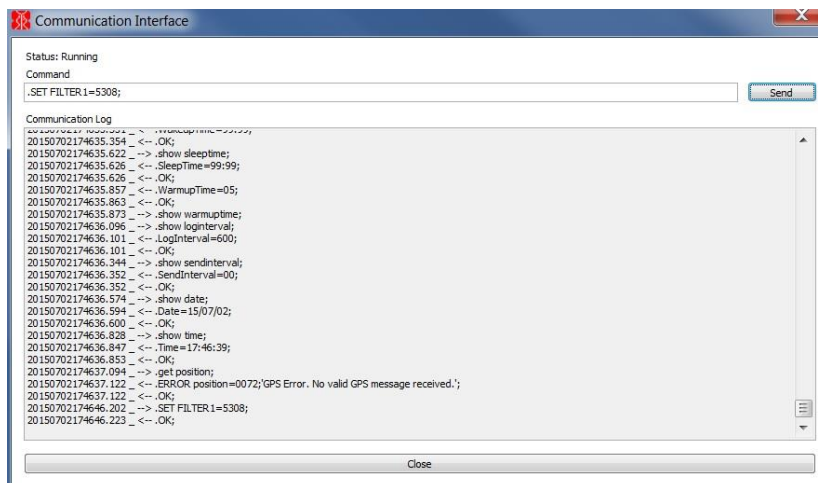 Communication Interface
X
Status: Running
Command
.SET FILTER1=5308;
Send
Communication Log
20150702174635.354 _ <-- .OK;
20150702174635.622 _ --> .show sleeptime;
20150702174635.626 _ <-- .SleepTime=99:99;
20150702174635.626 _ <-- .OK;
20150702174635.857 _ <-- .WarmupTime=05;
20150702174635.863 _ <-- .OK;
20150702174635.873 _ --> .show warmuptime;
20150702174636.096 _ --> .show loginterval;
20150702174636.101 _ <-- .LogInterval=600;
20150702174636.101 _ <-- .OK;
20150702174636.344 _ --> .show sendinterval;
20150702174636.352 _ <-- .SendInterval=00;
20150702174636.352 _ <-- .OK;
20150702174636.574 _ --> .show date;
20150702174636.594 _ <-- .Date=15/07/02;
20150702174636.600 _ <-- .OK;
20150702174636.828 _ --> .show time;
20150702174636.847 _ <-- .Time=17:46:39;
20150702174636.853 _ <-- .OK;
20150702174637.094 _ --> .get position;
20150702174637.122 _ <-- .ERROR position=0072;'GPS Error. No valid GPS message received.';
20150702174637.122 _ <-- .OK;
20150702174646.202 _ --> .SET FILTER1=5308;
20150702174646.223 _ <-- .OK;
Close